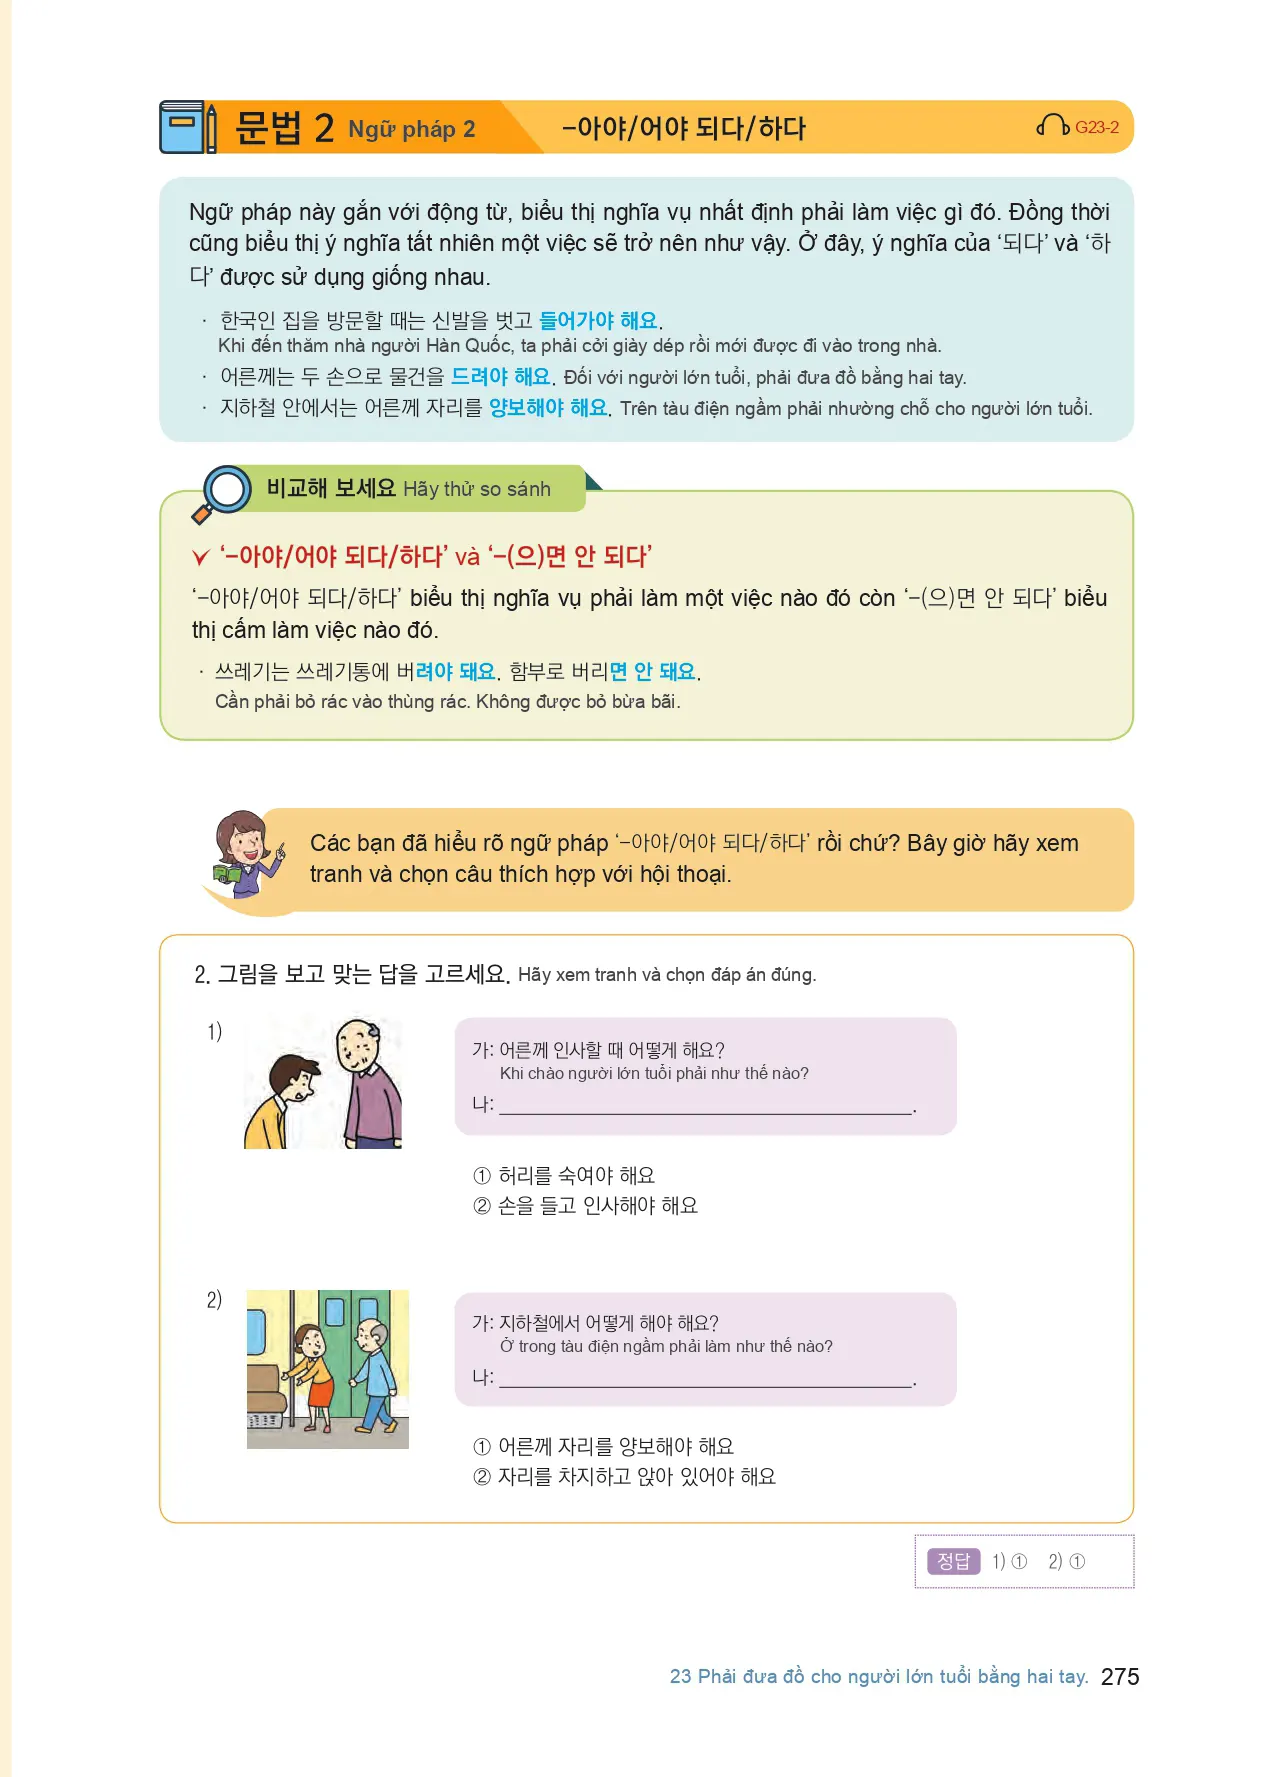 문법 2 Ngữ pháp 2 –아야/어야 되다/하다 G23-2
Ngữ pháp này gắn với động từ, biểu thị nghĩa vụ nhất định phải làm việc gì đó. Đồng thời
cũng biểu thị ý nghĩa tất nhiên một việc sẽ trở nên như vậy. Ở đây, ý nghĩa của ‘되다’ và ‘하
다’ được sử dụng giống nhau.
· 한국인 집을 방문할 때는 신발을 벗고 들어가야 해요.
Khi đến thăm nhà người Hàn Quốc, ta phải cởi giày dép rồi mới được đi vào trong nhà.
· 어른께는 두 손으로 물건을 드려야 해요. Đối với người lớn tuổi, phải đưa đồ bằng hai tay.
· 지하철 안에서는 어른께 자리를 양보해야 해요. Trên tàu điện ngầm phải nhường chỗ cho người lớn tuổi.
비교해 보세요 Hãy thử so sánh
‘–아야/어야 되다/하다’ và ‘–(으)면 안 되다’
‘–아야/어야 되다/하다’ biểu thị nghĩa vụ phải làm một việc nào đó còn ‘–(으)면 안 되다’ biểu
thị cấm làm việc nào đó.
· 쓰레기는 쓰레기통에 버려야 돼요. 함부로 버리면 안 돼요.
Cần phải bỏ rác vào thùng rác. Không được bỏ bừa bãi.
Các bạn đã hiểu rõ ngữ pháp ‘–아야/어야 되다/하다’ rồi chứ? Bây giờ hãy xem
tranh và chọn câu thích hợp với hội thoại.
2. 그림을 보고 맞는 답을 고르세요. Hãy xem tranh và chọn đáp án đúng.
1)
가: 어른께 인사할 때 어떻게 해요?
Khi chào người lớn tuổi phải như thế nào?
나: ______________________________.
① 허리를 숙여야 해요
② 손을 들고 인사해야 해요
2)
가: 지하철에서 어떻게 해야 해요?
Ở trong tàu điện ngầm phải làm như thế nào?
나: ______________________________.
① 어른께 자리를 양보해야 해요
② 자리를 차지하고 앉아 있어야 해요
정답 1) ① 2) ①
23 Phải đưa đồ cho người lớn tuổi bằng hai tay. 275